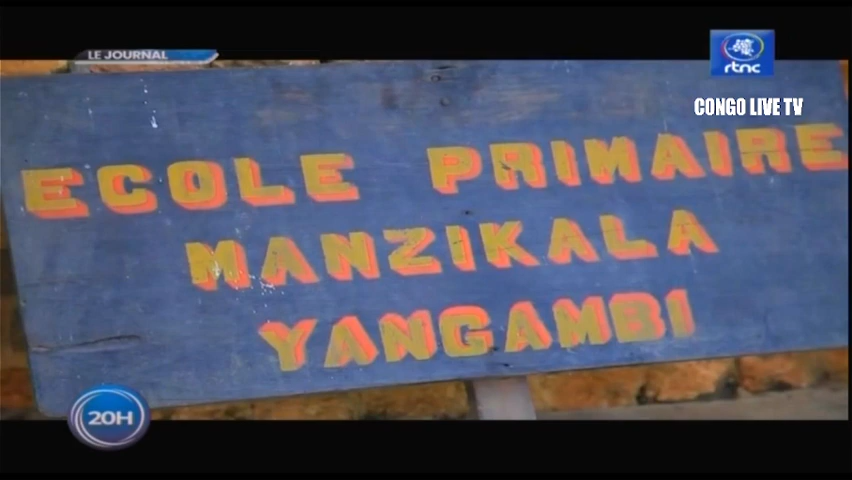 LE JOURNAL
rtnc
CONGO LIVE TV
ECOLE PRIMAIRE
MANZIKALA
YANGAMBI
20H